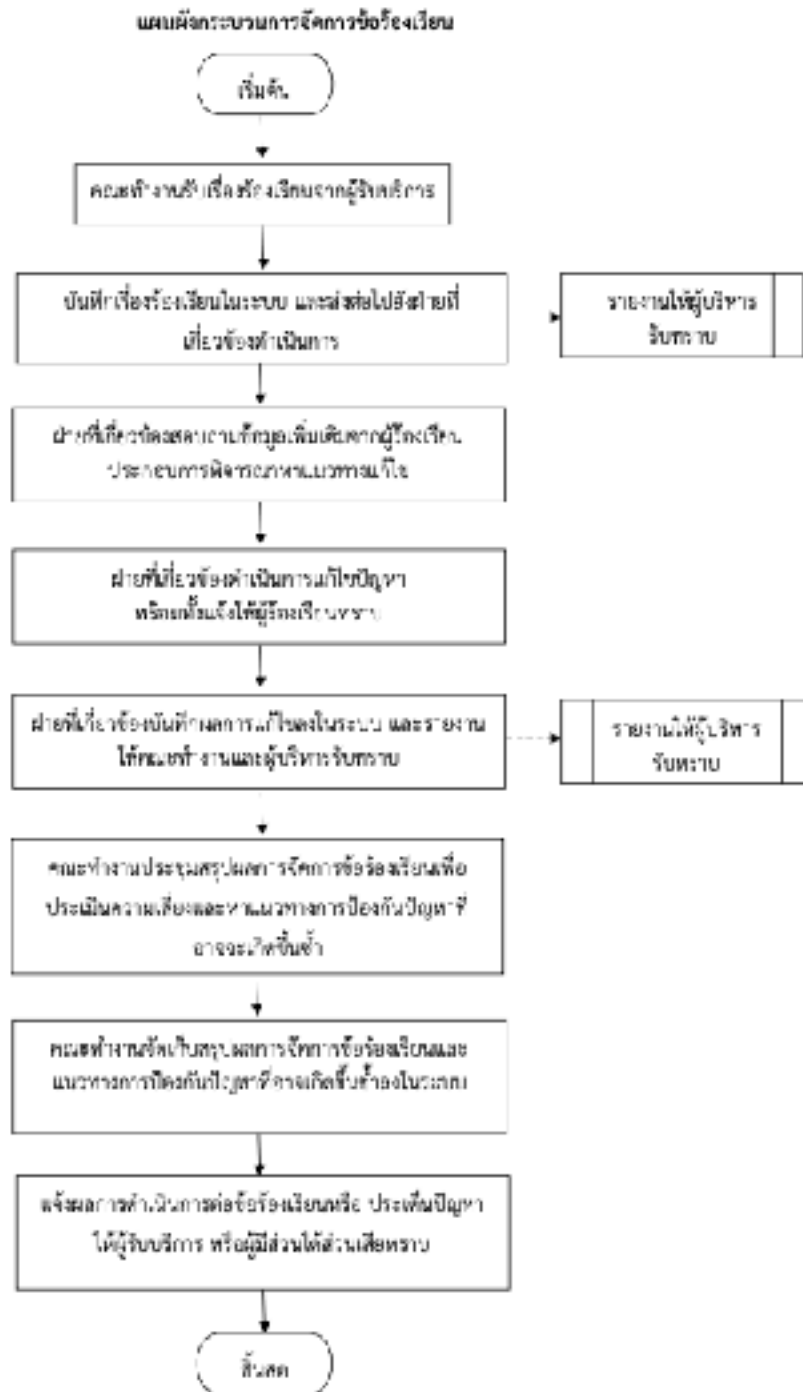 แผนผังกระบวนการจัดการข้อร้องเรียน
เริ่มต้น
คณะทำงานรับเรื่องร้องเรียนจากผู้รับบริการ
บันทึกเรื่องร้องเรียนในระบบ และส่งต่อไปยังฝ่ายที่
เกี่ยวข้องดำเนินการ
รายงานให้ผู้บริหาร
รับทราบ
ฝ่ายที่เกี่ยวข้องสอบถามข้อมูลเพิ่มเติมจากผู้ร้องเรียน
ประกอบการพิจารณาหาแนวทางแก้ไข
ฝ่ายที่เกี่ยวข้องดำเนินการแก้ไขปัญหา
พร้อมทั้งแจ้งให้ผู้ร้องเรียนทราบ
ฝ่ายที่เกี่ยวข้องบันทึกผลการแก้ไขลงในระบบ และรายงาน
ให้คณะทำงานและผู้บริหารรับทราบ
รายงานให้ผู้บริหาร
รับทราบ
คณะทำงานประชุมสรุปผลการจัดการข้อร้องเรียนเพื่อ
ประเมินความเสี่ยงและหาแนวทางการป้องกันปัญหาที่
อาจจะเกิดขึ้นซ้ำ
คณะทำงานจัดเก็บสรุปผลการจัดการข้อร้องเรียนและ
แนวทางการป้องกันปัญหาที่อาจเกิดขึ้นซ้ำลงในระบบ
แจ้งผลการดำเนินการต่อข้อร้องเรียนหรือ ประเด็นปัญหา
ให้ผู้รับบริการ หรือผู้มีส่วนได้ส่วนเสียทราบ
สิ้นสุด